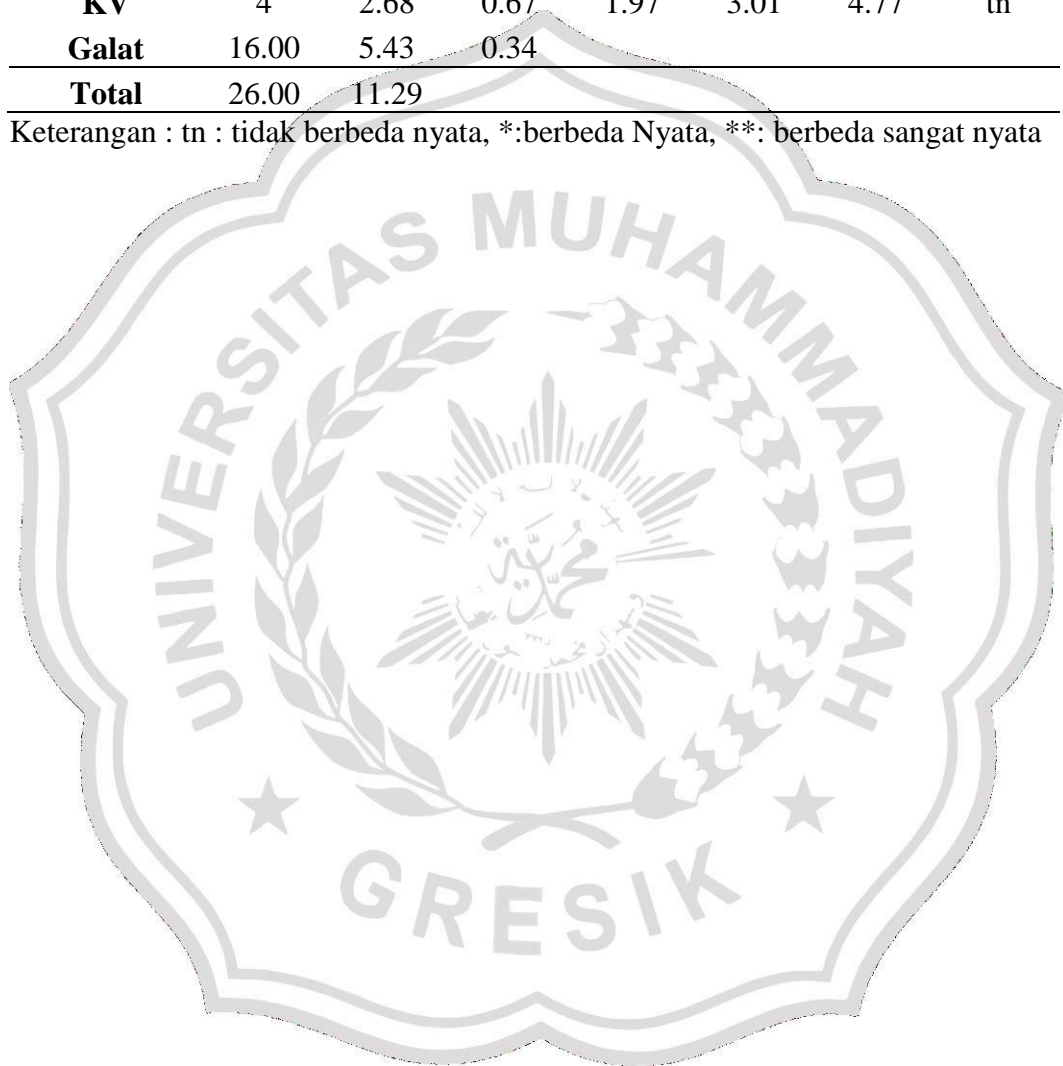 KV 4 2.68 0.67 1.97 3.01 4.77 tn
Galat 16.00 5.43 0.34
Total 26.00 11.29
Keterangan : tn : tidak berbeda nyata, *:berbeda Nyata, **: berbeda sangat nyata
UNIVERSITAS MUHAMMADIYAH
محمد
GRESIK